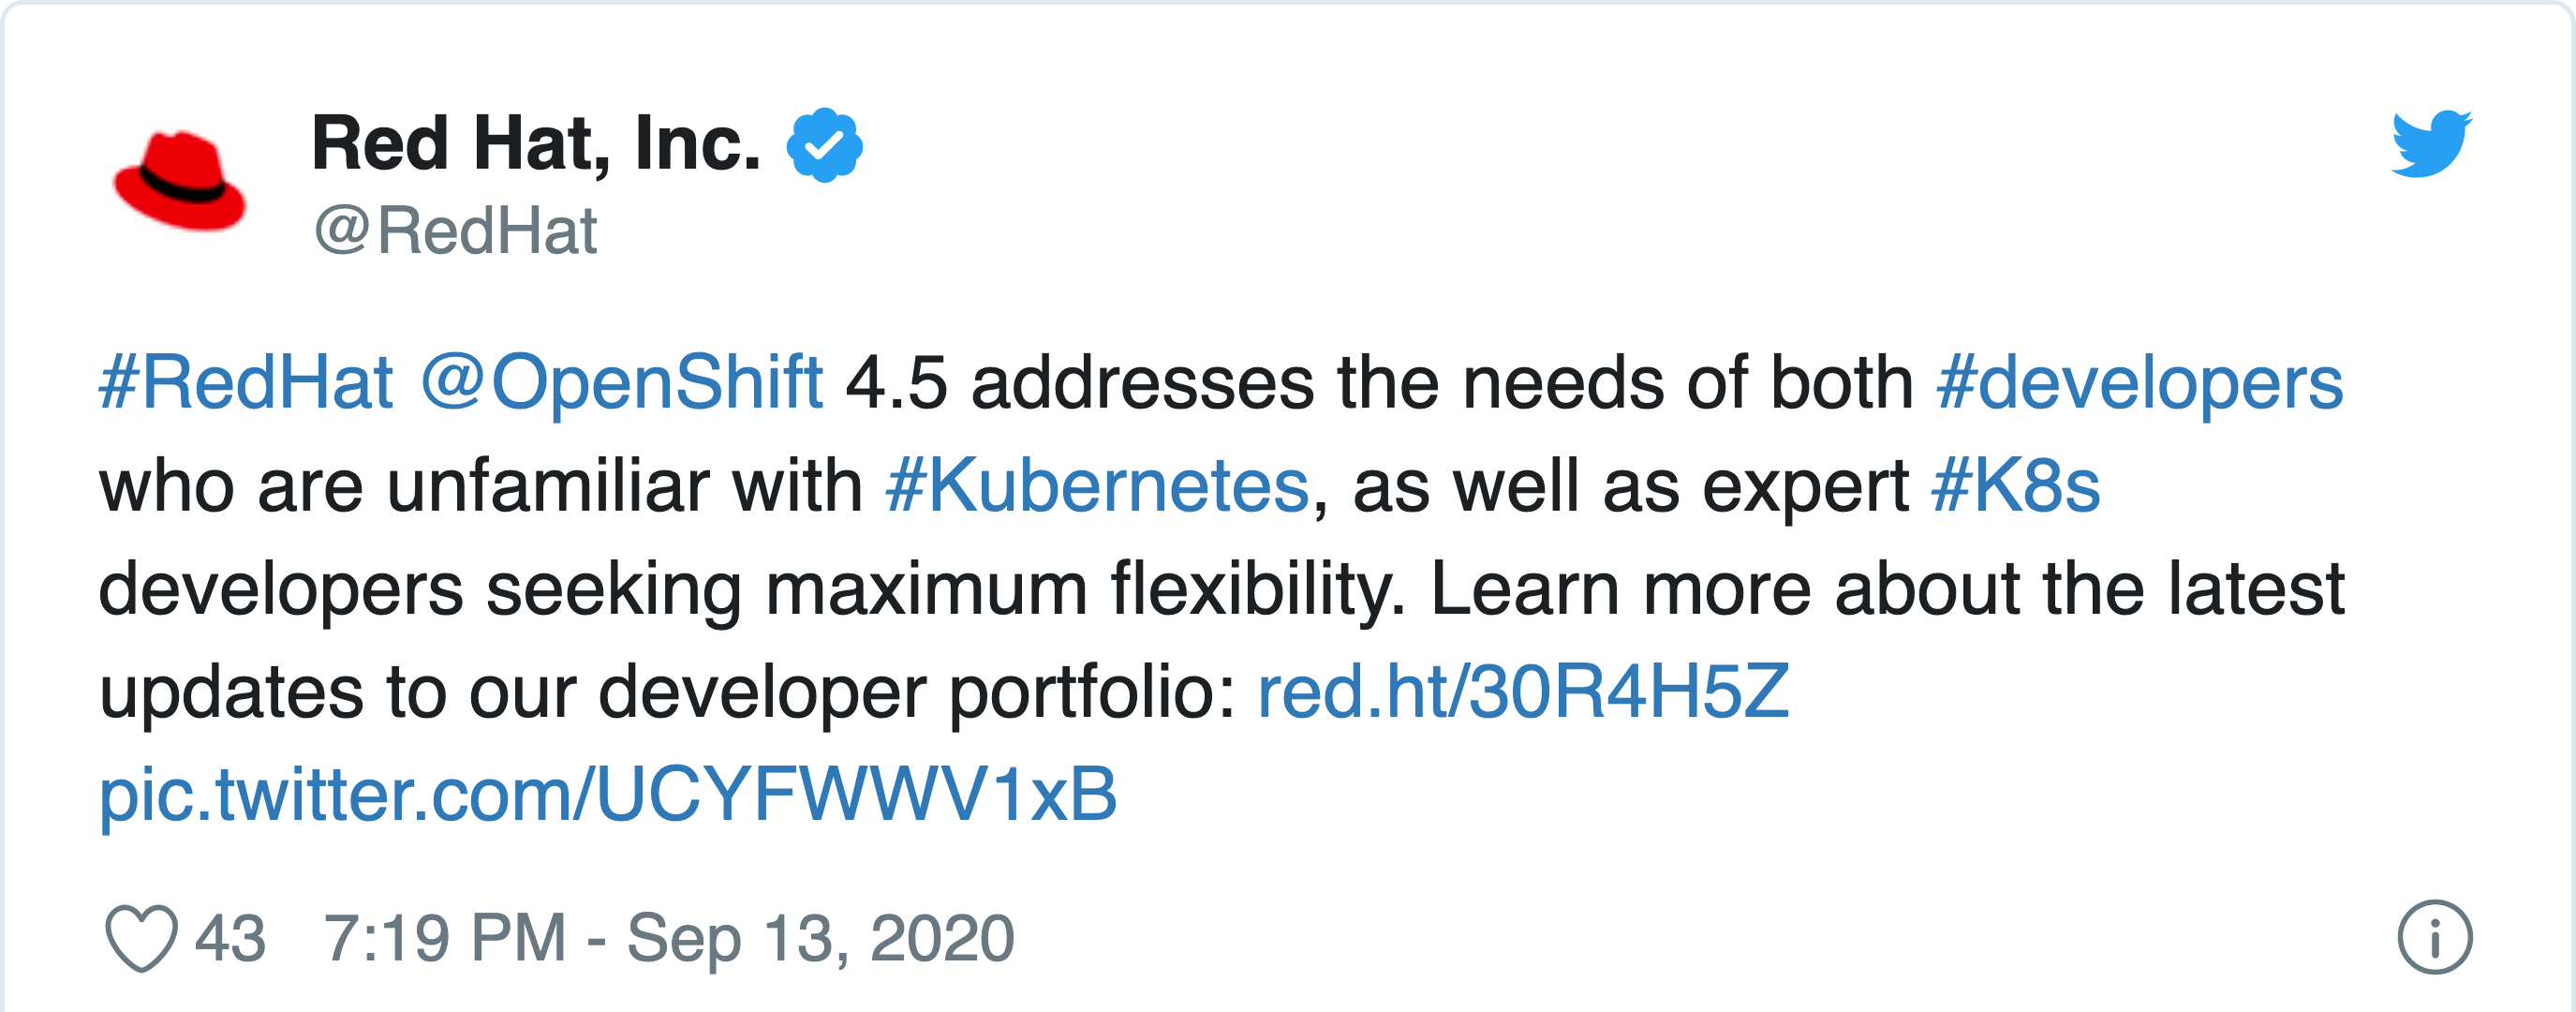 Red Hat, Inc.
@RedHat
#RedHat @OpenShift 4.5 addresses the needs of both #developers
who are unfamiliar with #Kubernetes, as well as expert #K8s
developers seeking maximum flexibility. Learn more about the latest
updates to our developer portfolio: red.ht/30R4H5Z
pic.twitter.com/UCYFWWV1xB
43 7:19 PM - Sep 13, 2020